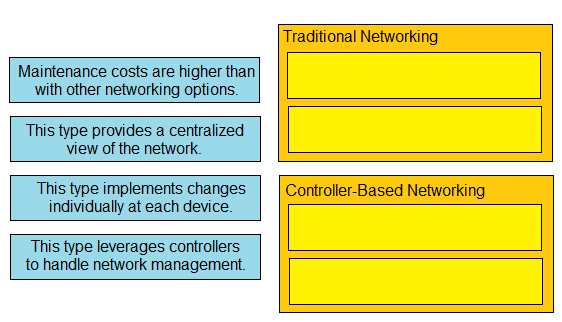 Maintenance costs are higher than
with other networking options.
This type provides a centralized
view of the network.
This type implements changes
individually at each device.
This type leverages controllers
to handle network management.
Traditional Networking
Controller-Based Networking